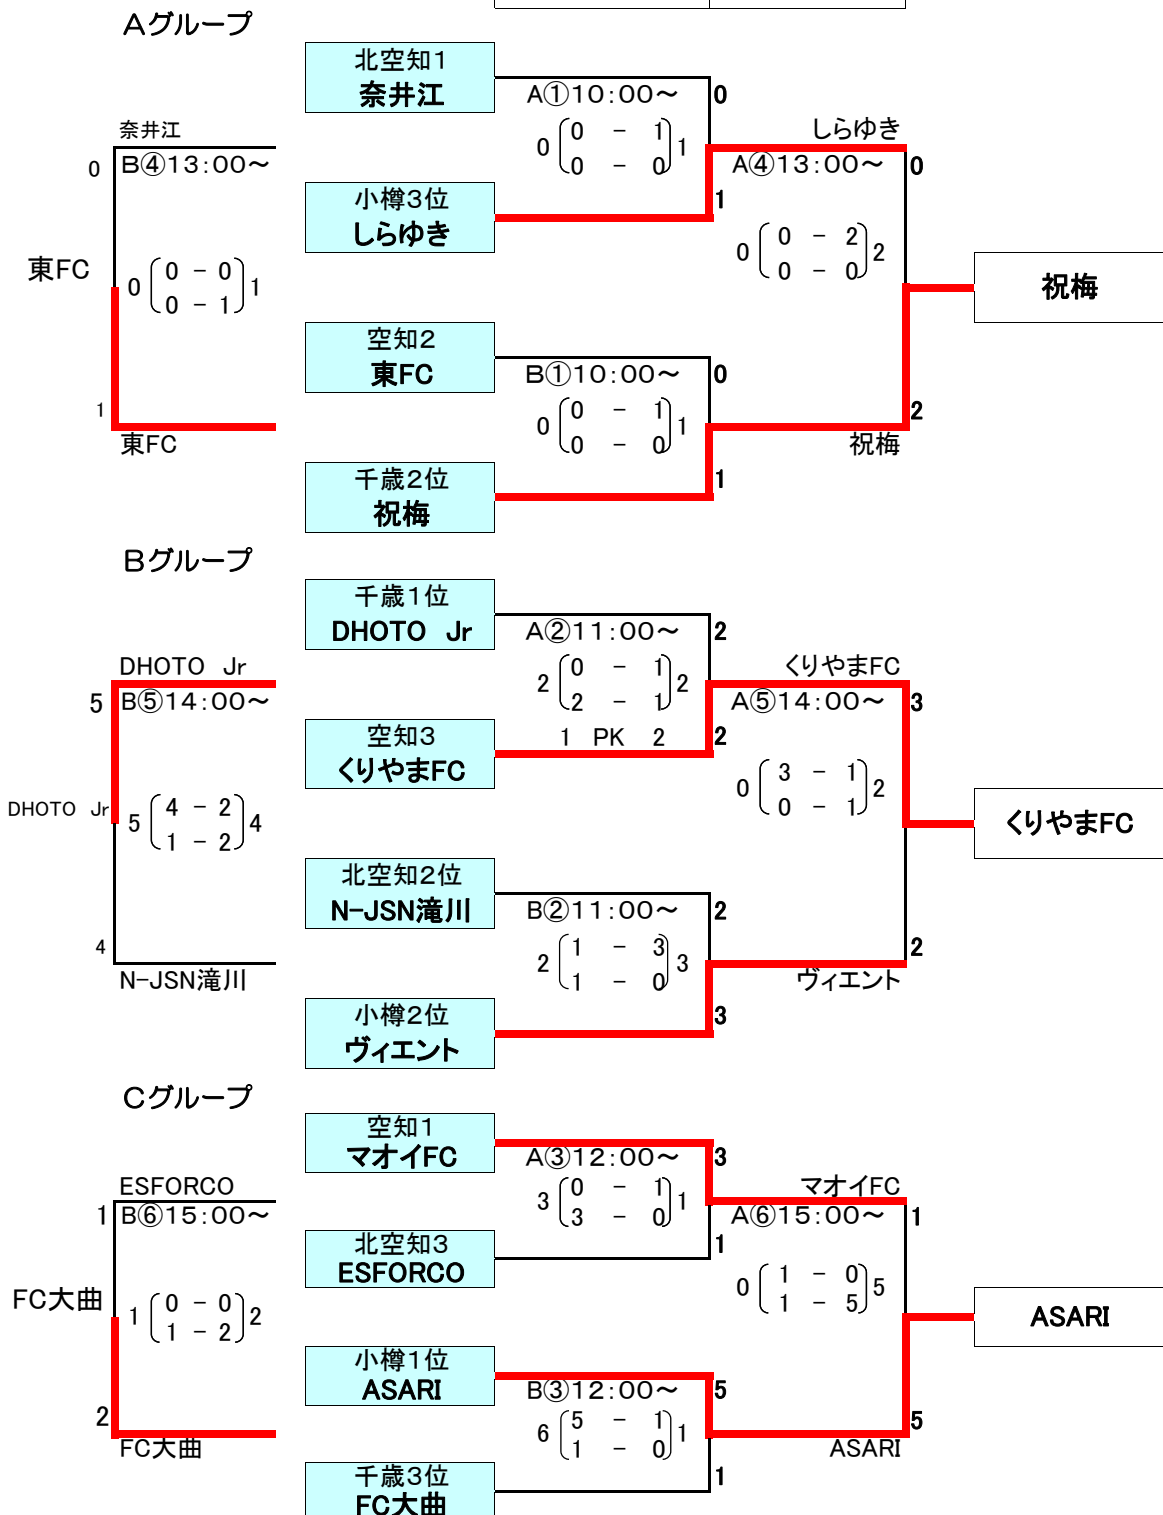 Aグループ
北空知1
奈井江
A①10:00～
0
0 0 - 1 1
0 - 0
小樽3位
しらゆき
1
奈井江
0
B④13:00～
東FC
0 0 - 0 1
0 - 1
1
東FC
しらゆき
A④13:00～
0
0 0 - 2 2
0 - 0
祝梅
空知2
東FC
B①10:00～
0
0 0 - 1 1
0 - 0
2
祝梅
千歳2位
祝梅
1
Bグループ
千歳1位
DHOTO Jr
A②11:00～
2
2 0 - 1 2
2 - 1
1 PK 2
空知3
くりやまFC
2
DHOTO Jr
5
B⑤14:00～
DHOTO Jr
5 4 - 2 4
1 - 2
4
N-JSN滝川
くりやまFC
A⑤14:00～
3
0 3 - 1 2
0 - 1
くりやまFC
北空知2位
N-JSN滝川
B②11:00～
2
2 1 - 3 3
1 - 0
2
ヴィエント
小樽2位
ヴィエント
3
Cグループ
空知1
マオイFC
A③12:00～
3
3 0 - 1 1
3 - 0
北空知3
ESFORCO
1
ESFORCO
1
B⑥15:00～
FC大曲
1 0 - 0 2
1 - 2
2
FC大曲
マオイFC
A⑥15:00～
1
0 1 - 0 5
1 - 5
ASARI
小樽1位
ASARI
B③12:00～
5
6 5 - 1 1
1 - 0
5
ASARI
千歳3位
FC大曲
1